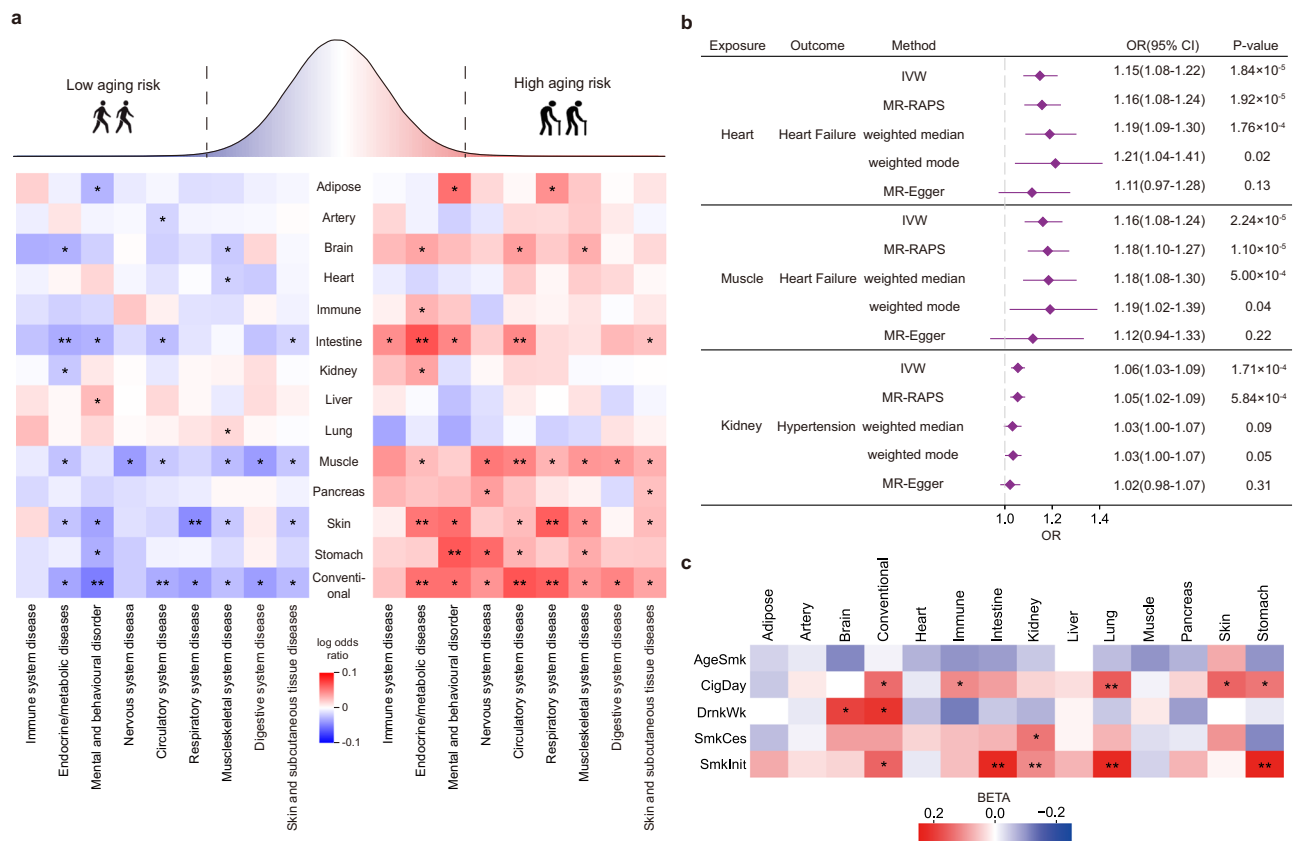 a
Low aging risk
High aging risk
Adipose
* * *
Artery
*
Brain
* * * * *
Heart
*
Immune
*
Intestine
** * * * * ** * ** *
Kidney
* *
Liver
*
Lung
*
Muscle
* * * * * * * * ** * * * *
Pancreas
* *
Skin
* * ** * * ** * * ** * *
Stomach
* ** * * *
Conventi-
onal
* ** ** * * * * ** * * ** ** * * *
Immune system disease
Endocrine/metabolic diseases
Mental and behavioural disorder
Nervous system disease
Circulatory system disease
Respiratory system disease
Muscleskeletal system disease
Digestive system disease
Skin and subcutaneous tissue diseases
log odds
ratio
0.1
0
-0.1
Immune system disease
Endocrine/metabolic diseases
Mental and behavioural disorder
Nervous system disease
Circulatory system disease
Respiratory system disease
Muscleskeletal system disease
Digestive system disease
Skin and subcutaneous tissue diseases
b
Exposure Outcome Method OR(95% CI) P-value
IVW 1.15(1.08-1.22) 1.84×10-5
MR-RAPS 1.16(1.08-1.24) 1.92×10-5
Heart Heart Failure weighted median 1.19(1.09-1.30) 1.76×10-4
weighted mode 1.21(1.04-1.41) 0.02
MR-Egger 1.11(0.97-1.28) 0.13
IVW 1.16(1.08-1.24) 2.24×10-5
MR-RAPS 1.18(1.10-1.27) 1.10×10-5
Muscle Heart Failure weighted median 1.18(1.08-1.30) 5.00×10-4
weighted mode 1.19(1.02-1.39) 0.04
MR-Egger 1.12(0.94-1.33) 0.22
IVW 1.06(1.03-1.09) 1.71×10-4
MR-RAPS 1.05(1.02-1.09) 5.84×10-4
Kidney Hypertension weighted median 1.03(1.00-1.07) 0.09
weighted mode 1.03(1.00-1.07) 0.05
MR-Egger 1.02(0.98-1.07) 0.31
1.0 1.2 1.4
OR
c
Adipose
Artery
Brain
Conventional
Heart
Immune
Intestine
Kidney
Liver
Lung
Muscle
Pancreas
Skin
Stomach
AgeSmk
CigDay * * ** * *
DrnkWk * *
SmkCes *
SmkInit * ** ** ** **
BETA
0.2 0.0 −0.2